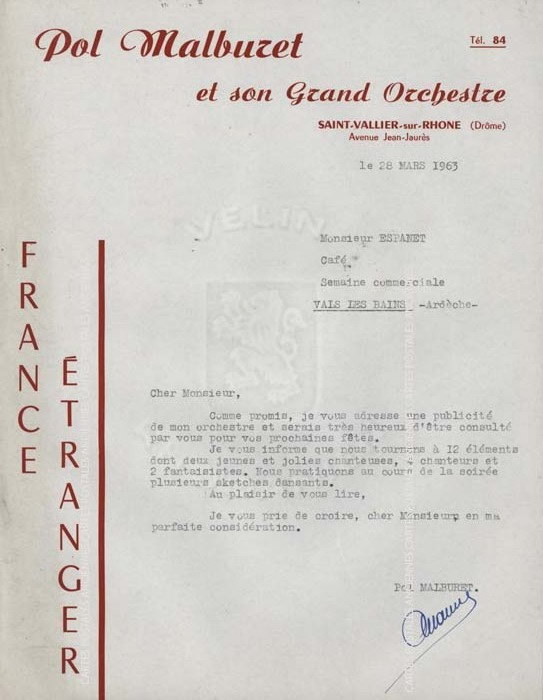 Pol Malburet
Tél. 84
et son Grand Orchestre
SAINT-VALLIER-sur-RHONE (Drôme)
Avenue Jean-Jaurès
le 28 MARS 1963
VELIN
Monsieur ESPANET
Café
Semaine commerciale
VALS LES BAINS -Ardèche-
FRANCE
ÉTRANGER
Cher Monsieur,
Comme promis, je vous adresse une publicité
de mon orchestre et serais très heureux d'être consulté
par vous pour vos prochaines fêtes.
Je vous informe que nous tournons à 12 éléments
dont deux jeunes et jolies chanteuses, 4 chanteurs et
2 fantaisistes. Nous pratiquons au cours de la soirée
plusieurs sketches dansants.
Au plaisir de vous lire,
Je vous prie de croire, cher Monsieur, en ma
parfaite considération.
Pol MALBURET.